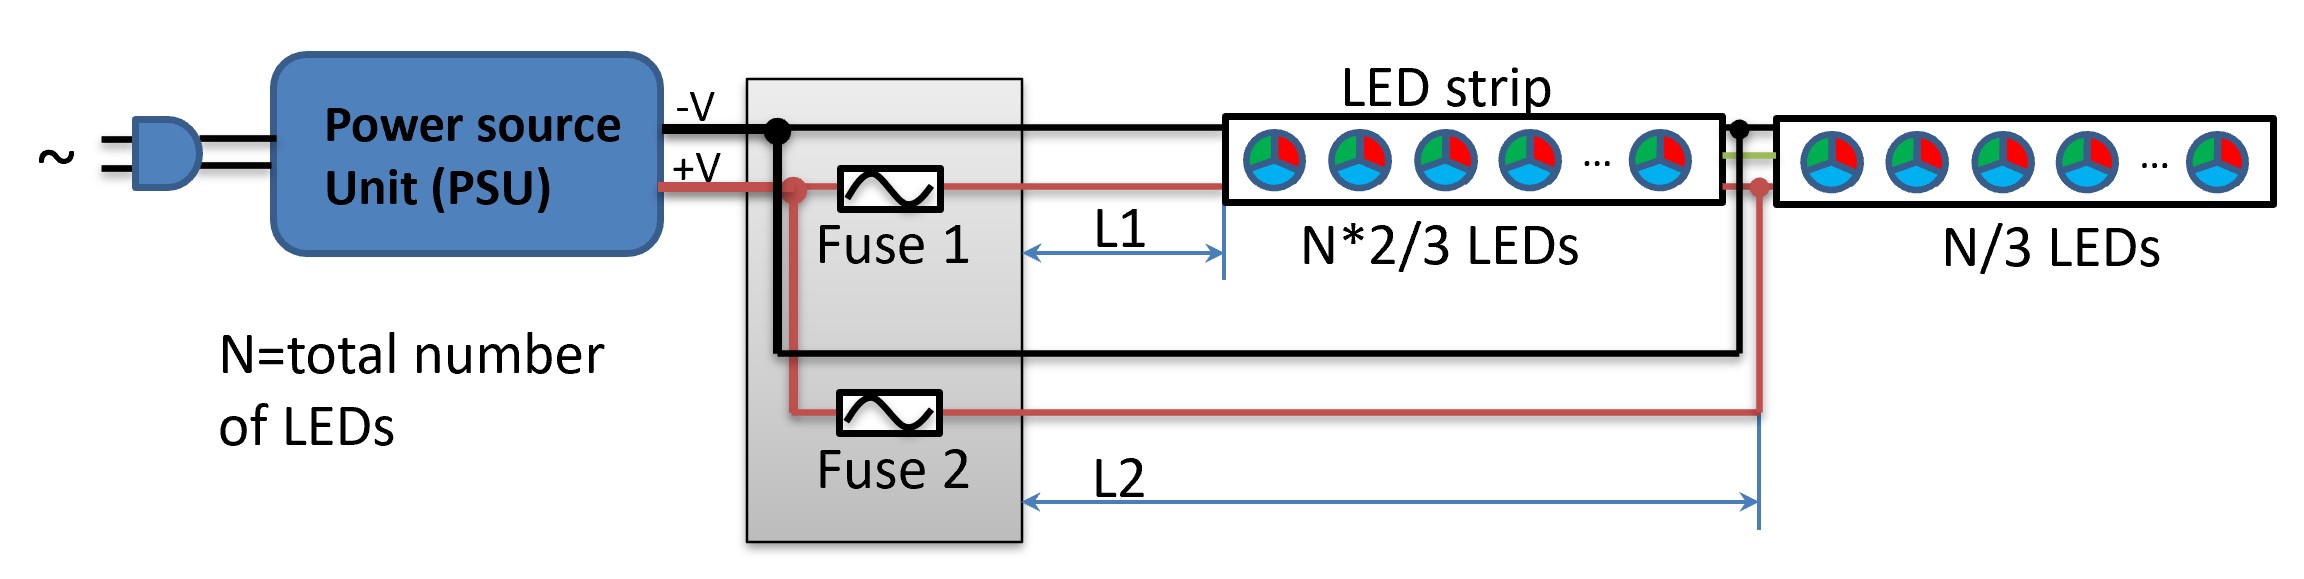 LED strip
-V
Power source
Unit (PSU)
~
+V
... ...
Fuse 1
L1
N*2/3 LEDs
N/3 LEDs
N=total number
of LEDs
Fuse 2
L2